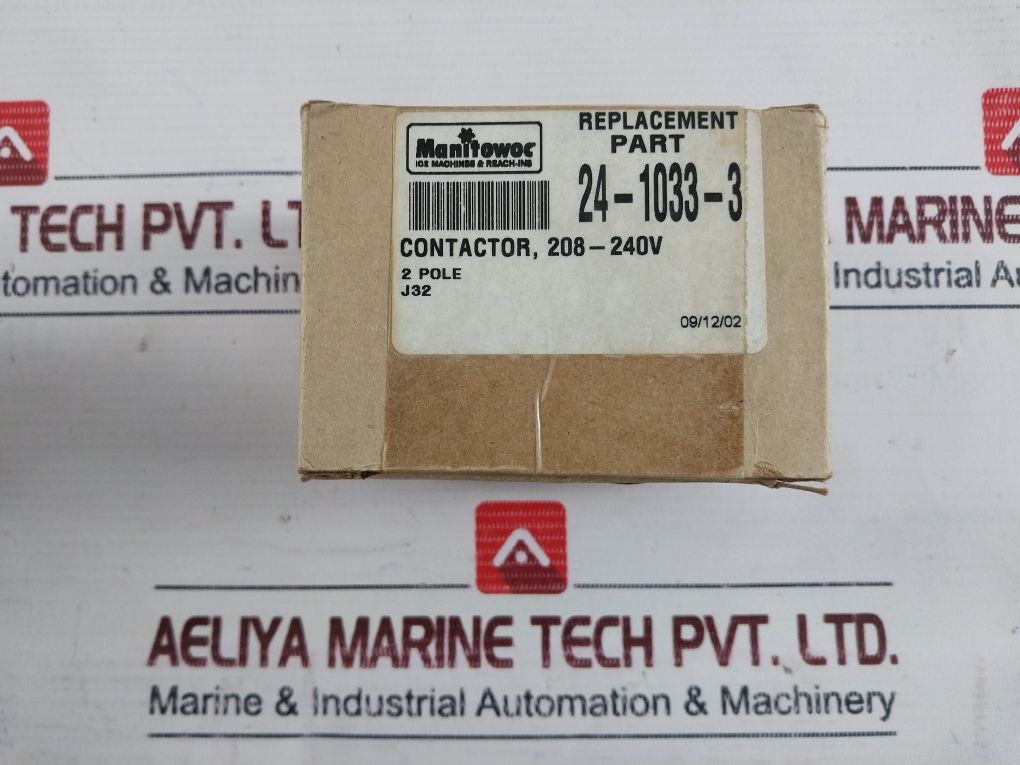 Manitowoc
ICE MACHINES & REACH-INS
REPLACEMENT
PART
24-1033-3
CONTACTOR, 208-240V
2 POLE
J32
09/12/02
TECH PVT. LT
tomation & Machin
MARINE
Industrial Au
AELIYA MARINE TECH PVT. LTD.
Marine & Industrial Automation & Machinery